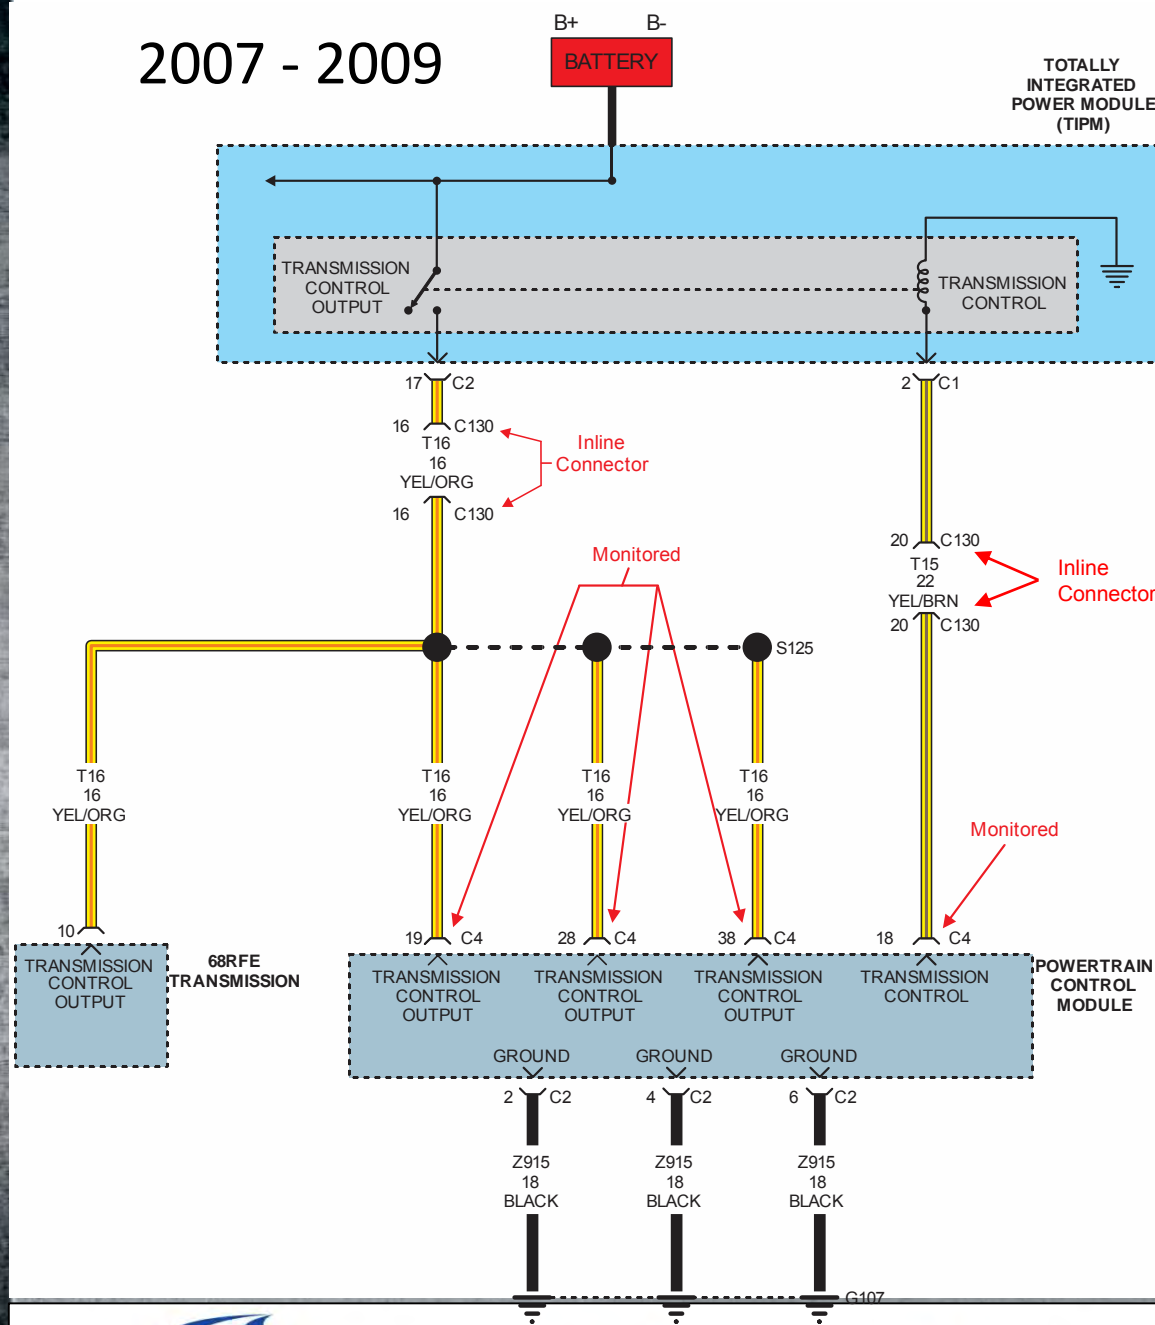 2007 - 2009
B+ B-
BATTERY
TOTALLY
INTEGRATED
POWER MODULE
(TIPM)
TRANSMISSION
CONTROL
OUTPUT
TRANSMISSION
CONTROL
17 C2
2 C1
16 C130
T16
16
YEL/ORG
16 C130
Inline
Connector
20 C130
T15
22
YEL/BRN
20 C130
Inline
Connector
Monitored
S125
T16
16
YEL/ORG
T16
16
YEL/ORG
T16
16
YEL/ORG
T16
16
YEL/ORG
Monitored
10
19 C4
28 C4
38 C4
18 C4
TRANSMISSION
CONTROL
OUTPUT
68RFE
TRANSMISSION
TRANSMISSION
CONTROL
OUTPUT
TRANSMISSION
CONTROL
OUTPUT
TRANSMISSION
CONTROL
OUTPUT
TRANSMISSION
CONTROL
POWERTRAIN
CONTROL
MODULE
GROUND
GROUND
GROUND
2 C2
4 C2
6 C2
Z915
18
BLACK
Z915
18
BLACK
Z915
18
BLACK
G107